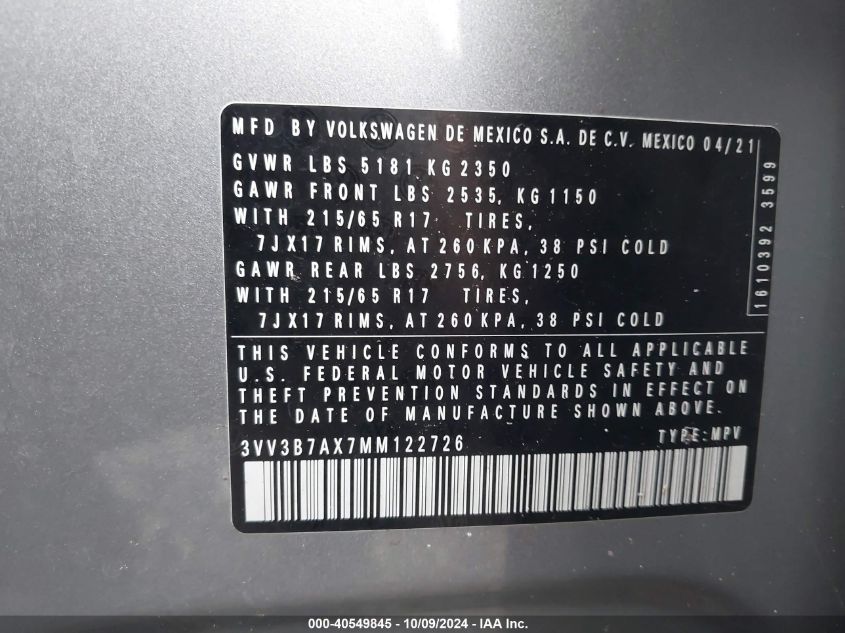 MFD BY VOLKSWAGEN DE MEXICO S.A. DE C.V. MEXICO 04/21
GVWR LBS 5181 KG 2350
GAWR FRONT LBS 2535, KG 1150
WITH 215/65 R17 TIRES,
7JX17 RIMS, AT 260 KPA, 38 PSI COLD
GAWR REAR LBS 2756, KG 1250
WITH 215/65 R17 TIRES,
7JX17 RIMS, AT 260 KPA, 38 PSI COLD
1610392 3599
THIS VEHICLE CONFORMS TO ALL APPLICABLE
U.S. FEDERAL MOTOR VEHICLE SAFETY AND
THEFT PREVENTION STANDARDS IN EFFECT ON
THE DATE OF MANUFACTURE SHOWN ABOVE.
3VV3B7AX7MM122726 TYPE: MPV
000-40549845 - 10/09/2024 - IAA Inc.